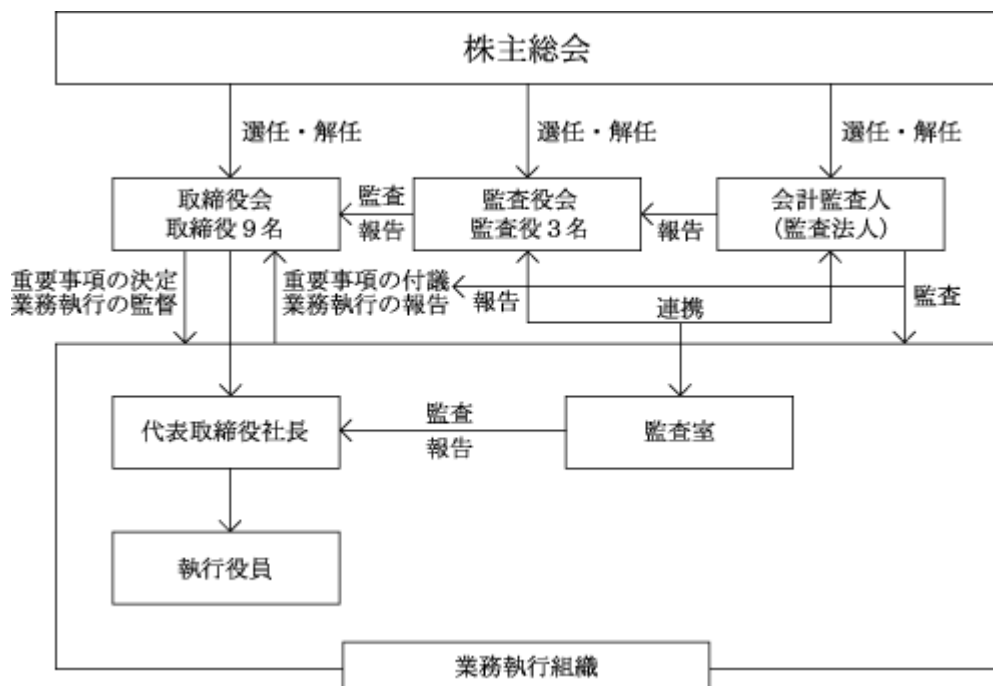 株主総会
選任・解任
選任・解任
選任・解任
取締役会
取締役9名
監査
報告
監査役会
監査役3名
報告
会計監査人
(監査法人)
重要事項の決定
業務執行の監督
重要事項の付議
業務執行の報告
報告
連携
監査
代表取締役社長
監査
報告
監査室
執行役員
業務執行組織